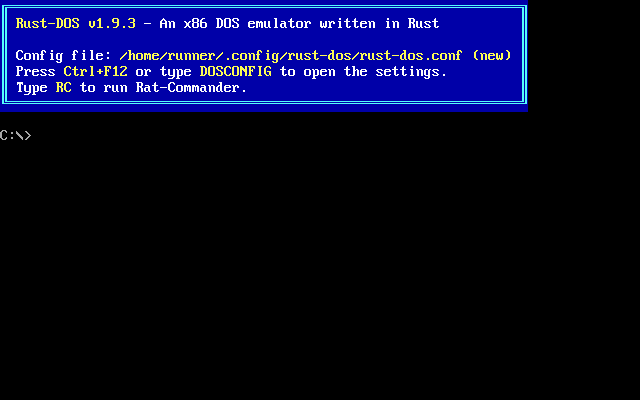 Rust-DOS v1.9.3 - An x86 DOS emulator written in Rust
Config file: /home/runner/.config/rust-dos/rust-dos.conf (new)
Press Ctrl+F12 or type DOSCONFIG to open the settings.
Type RC to run Rat-Commander.
C:\>